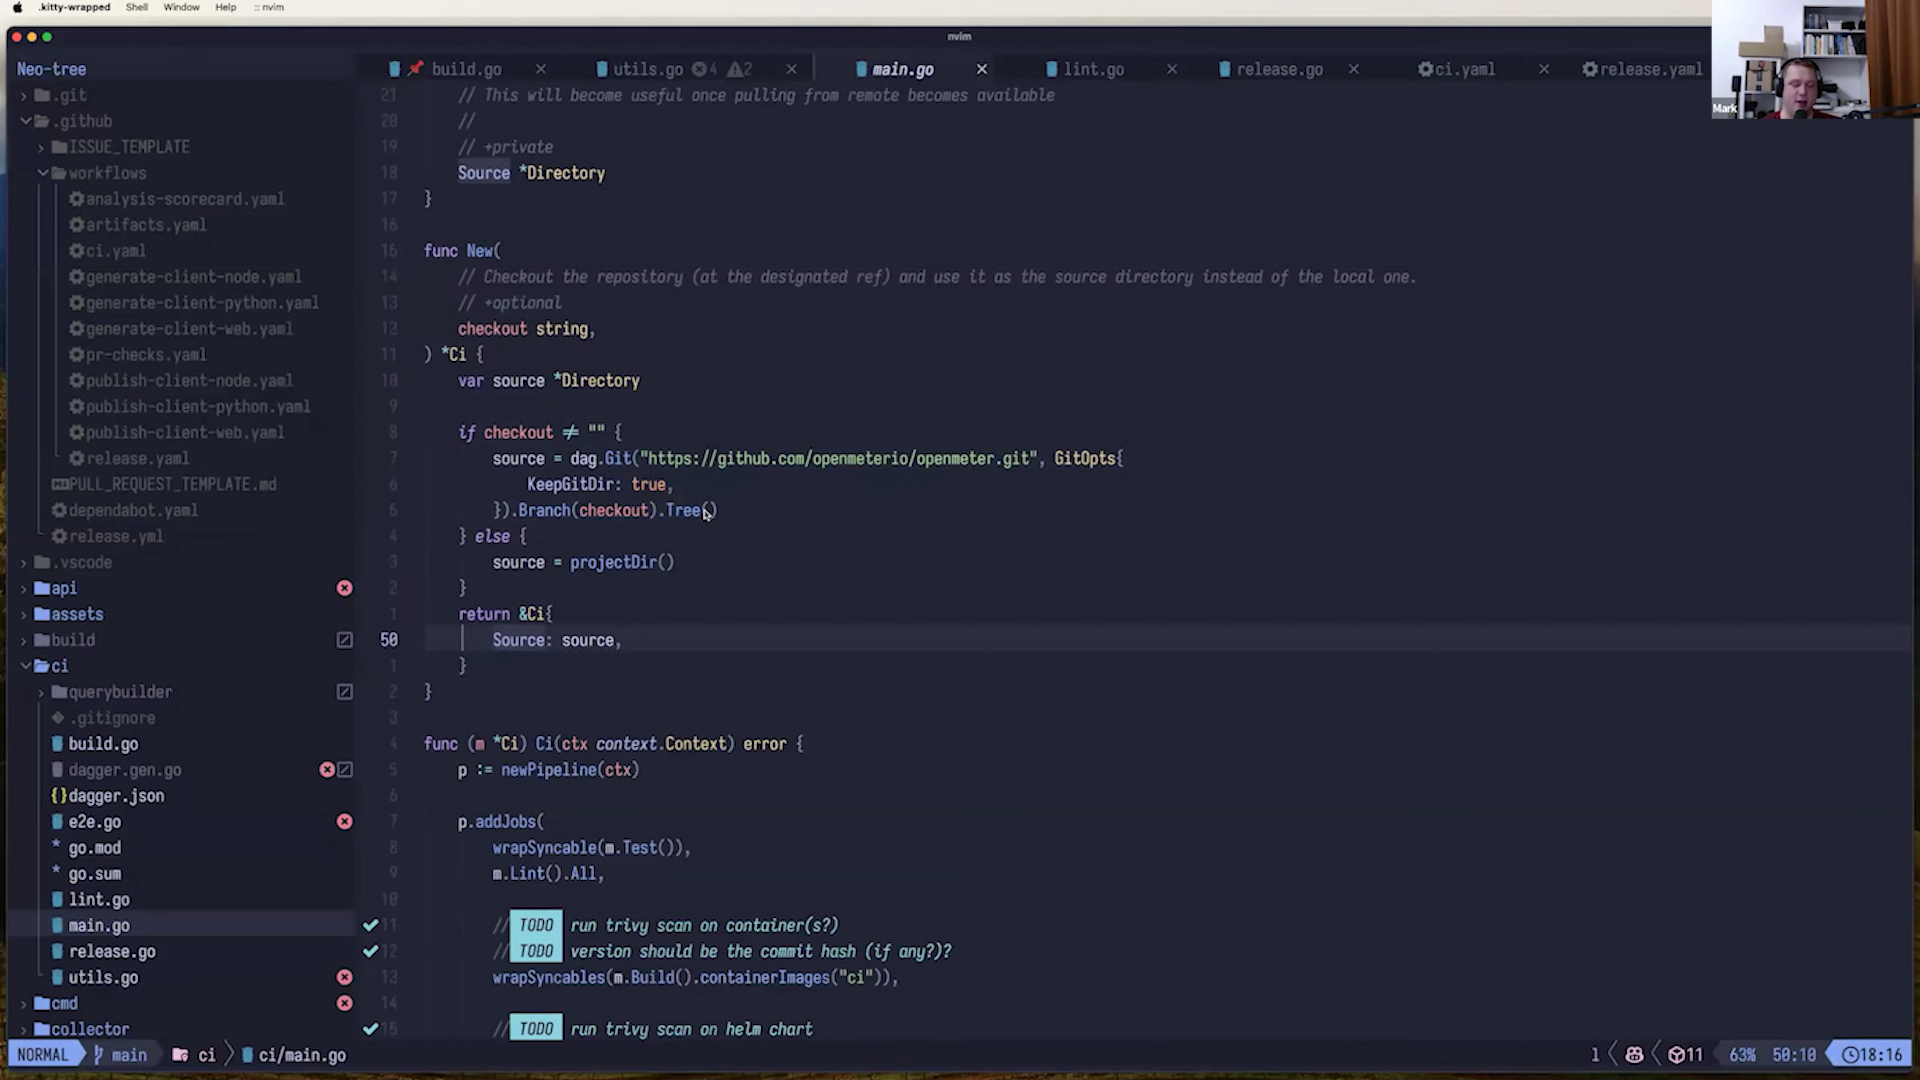 .kitty-wrapped Shell Window Help :: nvim
nvim
Neo-tree
build.go utils.go 4 2 main.go lint.go release.go ci.yaml release.yaml
Mark
.git
.github
ISSUE_TEMPLATE
workflows
analysis-scorecard.yaml
artifacts.yaml
ci.yaml
generate-client-node.yaml
generate-client-python.yaml
generate-client-web.yaml
pr-checks.yaml
publish-client-node.yaml
publish-client-python.yaml
publish-client-web.yaml
release.yaml
PULL_REQUEST_TEMPLATE.md
dependabot.yaml
release.yml
.vscode
api
assets
build
ci
querybuilder
.gitignore
build.go
dagger.gen.go
{}dagger.json
e2e.go
* go.mod
* go.sum
lint.go
main.go
release.go
utils.go
cmd
collector
21 // This will become useful once pulling from remote becomes available
20 //
19 // +private
18 Source *Directory
17 }
16
15 func New(
14 // Checkout the repository (at the designated ref) and use it as the source directory instead of the local one.
13 // +optional
12 checkout string,
11 ) *Ci {
10 var source *Directory
9
8 if checkout ≠ "" {
7 source = dag.Git("https://github.com/openmeterio/openmeter.git", GitOpts{
6 KeepGitDir: true,
5 }).Branch(checkout).Tree()
4 } else {
3 source = projectDir()
2 }
1 return &Ci{
50 Source: source,
1 }
2 }
3
4 func (m *Ci) Ci(ctx context.Context) error {
5 p := newPipeline(ctx)
6
7 p.addJobs(
8 wrapSyncable(m.Test()),
9 m.Lint().All,
10
11 // TODO run trivy scan on container(s?)
12 // TODO version should be the commit hash (if any?)?
13 wrapSyncables(m.Build().containerImages("ci")),
14
15 // TODO run trivy scan on helm chart
NORMAL main ci ci/main.go 1 11 63% 50:10 18:16